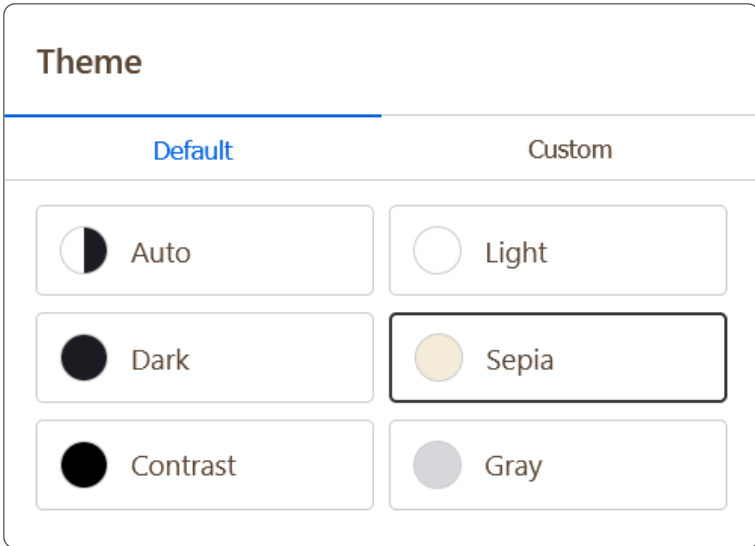 Theme
Default Custom
Auto Light
Dark Sepia
Contrast Gray